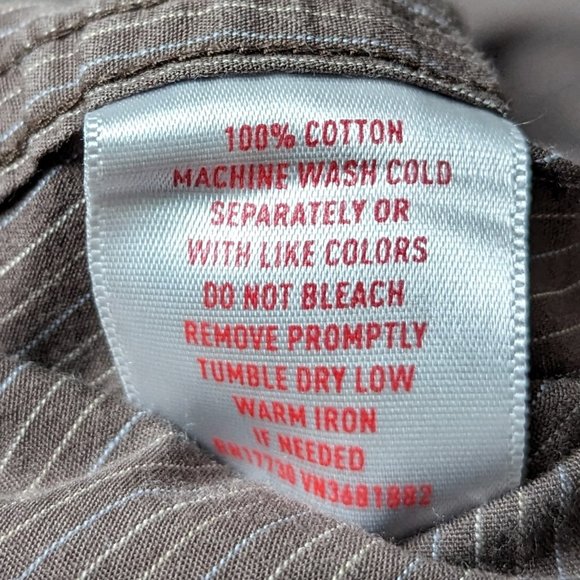 100% COTTON
MACHINE WASH COLD
SEPARATELY OR
WITH LIKE COLORS
DO NOT BLEACH
REMOVE PROMPTLY
TUMBLE DRY LOW
WARM IRON
IF NEEDED
RN17730 VN3681882